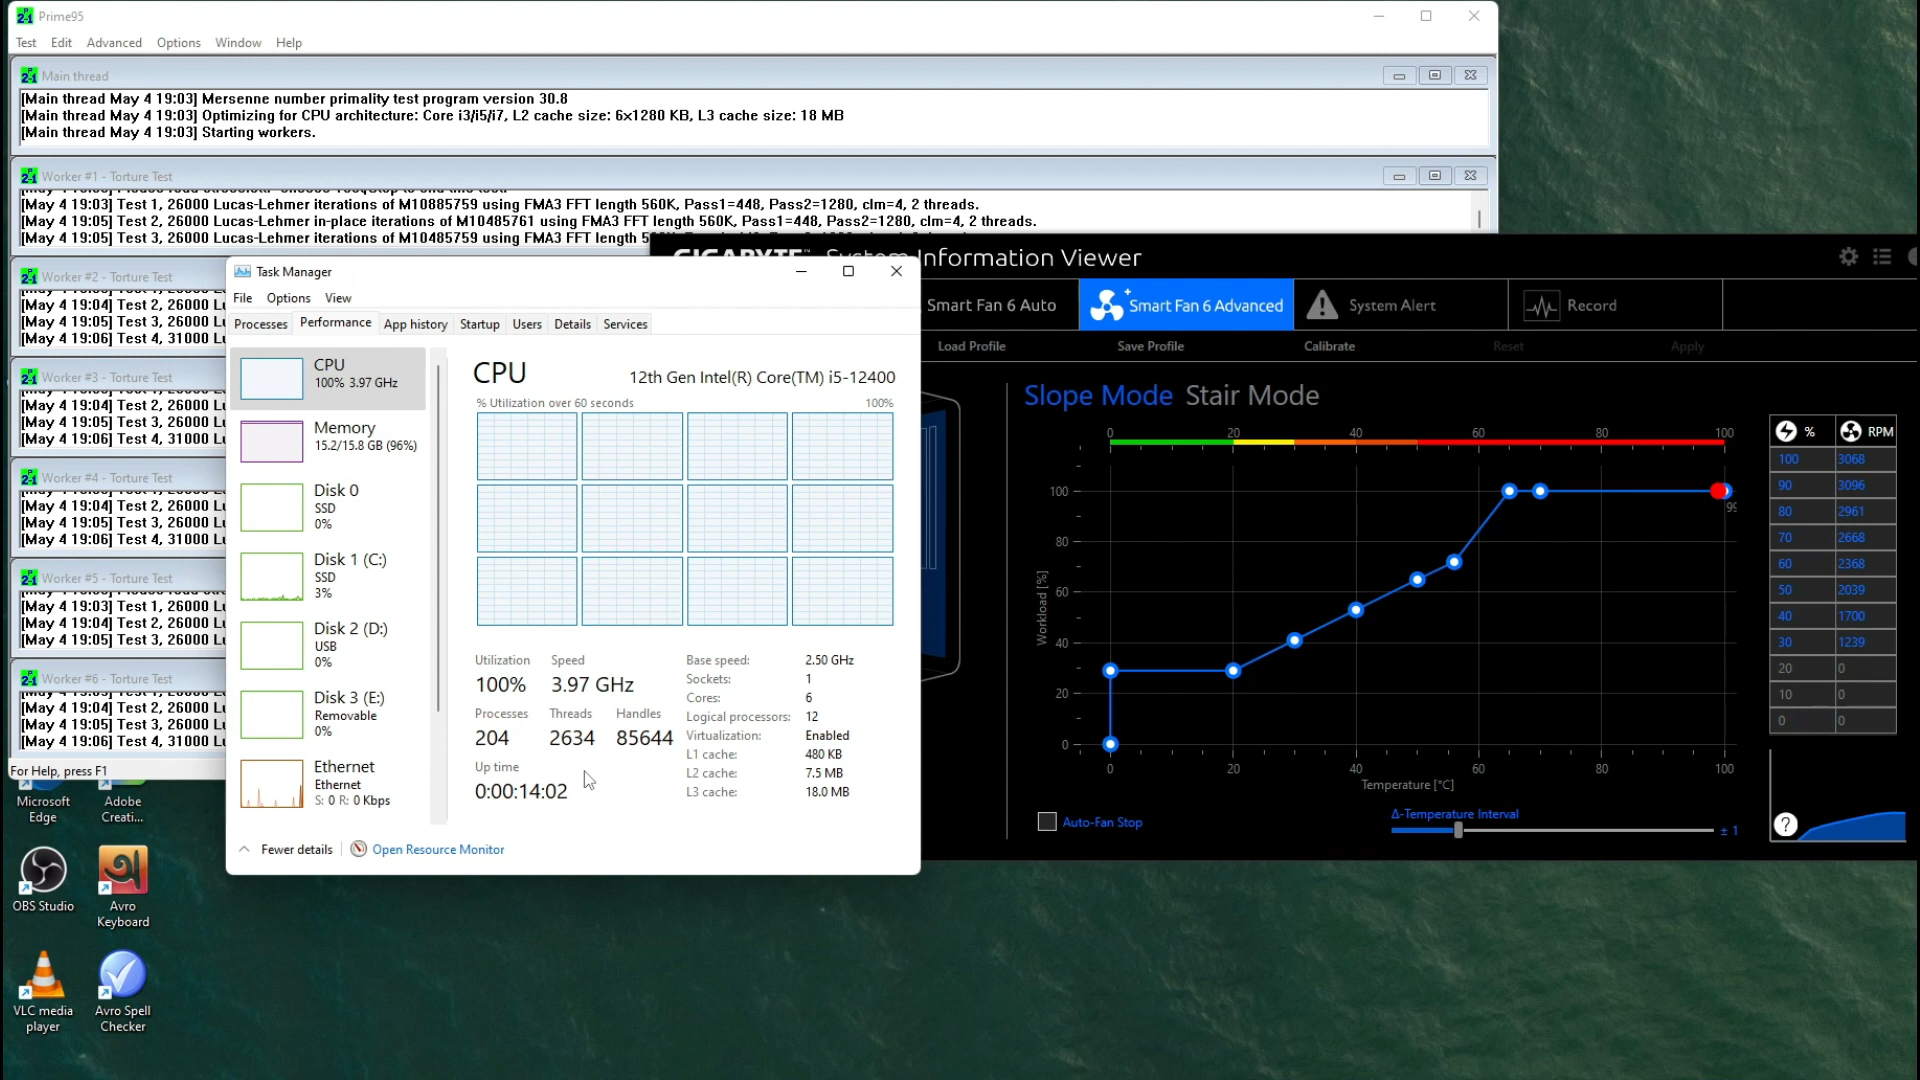 Prime95
Test Edit Advanced Options Window Help
Main thread
[Main thread May 4 19:03] Mersenne number primality test program version 30.8
[Main thread May 4 19:03] Optimizing for CPU architecture: Core i3/i5/i7, L2 cache size: 6x1280 KB, L3 cache size: 18 MB
[Main thread May 4 19:03] Starting workers.
Worker #1 - Torture Test
[May 4 19:03] Test 1, 26000 Lucas-Lehmer iterations of M10885759 using FMA3 FFT length 560K, Pass1=448, Pass2=1280, clm=4, 2 threads.
[May 4 19:05] Test 2, 26000 Lucas-Lehmer in-place iterations of M10485761 using FMA3 FFT length 560K, Pass1=448, Pass2=1280, clm=4, 2 threads.
[May 4 19:05] Test 3, 26000 Lucas-Lehmer iterations of M10485759 using FMA3 FFT length 5
Worker #2 - Torture Test
[May 4 19:04] Test 2, 26000 Lu
[May 4 19:05] Test 3, 26000 Lu
[May 4 19:06] Test 4, 31000 Lu
Worker #3 - Torture Test
[May 4 19:04] Test 2, 26000 Lu
[May 4 19:05] Test 3, 26000 Lu
[May 4 19:06] Test 4, 31000 Lu
Worker #4 - Torture Test
[May 4 19:04] Test 2, 26000 Lu
[May 4 19:05] Test 3, 26000 Lu
[May 4 19:06] Test 4, 31000 Lu
Worker #5 - Torture Test
[May 4 19:03] Test 1, 26000 Lu
[May 4 19:04] Test 2, 26000 Lu
[May 4 19:05] Test 3, 26000 Lu
Worker #6 - Torture Test
[May 4 19:04] Test 2, 26000 Lu
[May 4 19:05] Test 3, 26000 Lu
[May 4 19:06] Test 4, 31000 Lu
For Help, press F1
Task Manager
File Options View
Processes Performance App history Startup Users Details Services
CPU
100% 3.97 GHz
Memory
15.2/15.8 GB (96%)
Disk 0
SSD
0%
Disk 1 (C:)
SSD
3%
Disk 2 (D:)
USB
0%
Disk 3 (E:)
Removable
0%
Ethernet
Ethernet
S: 0 R: 0 Kbps
CPU 12th Gen Intel(R) Core(TM) i5-12400
% Utilization over 60 seconds 100%
Utilization Speed
100% 3.97 GHz
Processes Threads Handles
204 2634 85644
Up time
0:00:14:02
Base speed: 2.50 GHz
Sockets: 1
Cores: 6
Logical processors: 12
Virtualization: Enabled
L1 cache: 480 KB
L2 cache: 7.5 MB
L3 cache: 18.0 MB
Fewer details Open Resource Monitor
GIGABYTE™ System Information Viewer
Smart Fan 6 Auto Smart Fan 6 Advanced System Alert Record
Load Profile Save Profile Calibrate Reset Apply
Slope Mode Stair Mode
0 20 40 60 80 100
100
80
60
40
20
0
Workload [%]
99
0 20 40 60 80 100
Temperature [°C]
Auto-Fan Stop
Δ-Temperature Interval
± 1
% RPM
100 3068
90 3096
80 2961
70 2668
60 2368
50 2039
40 1700
30 1239
20 0
10 0
0 0
?
Microsoft Edge
Adobe Creati...
OBS Studio
Avro Keyboard
VLC media player
Avro Spell Checker